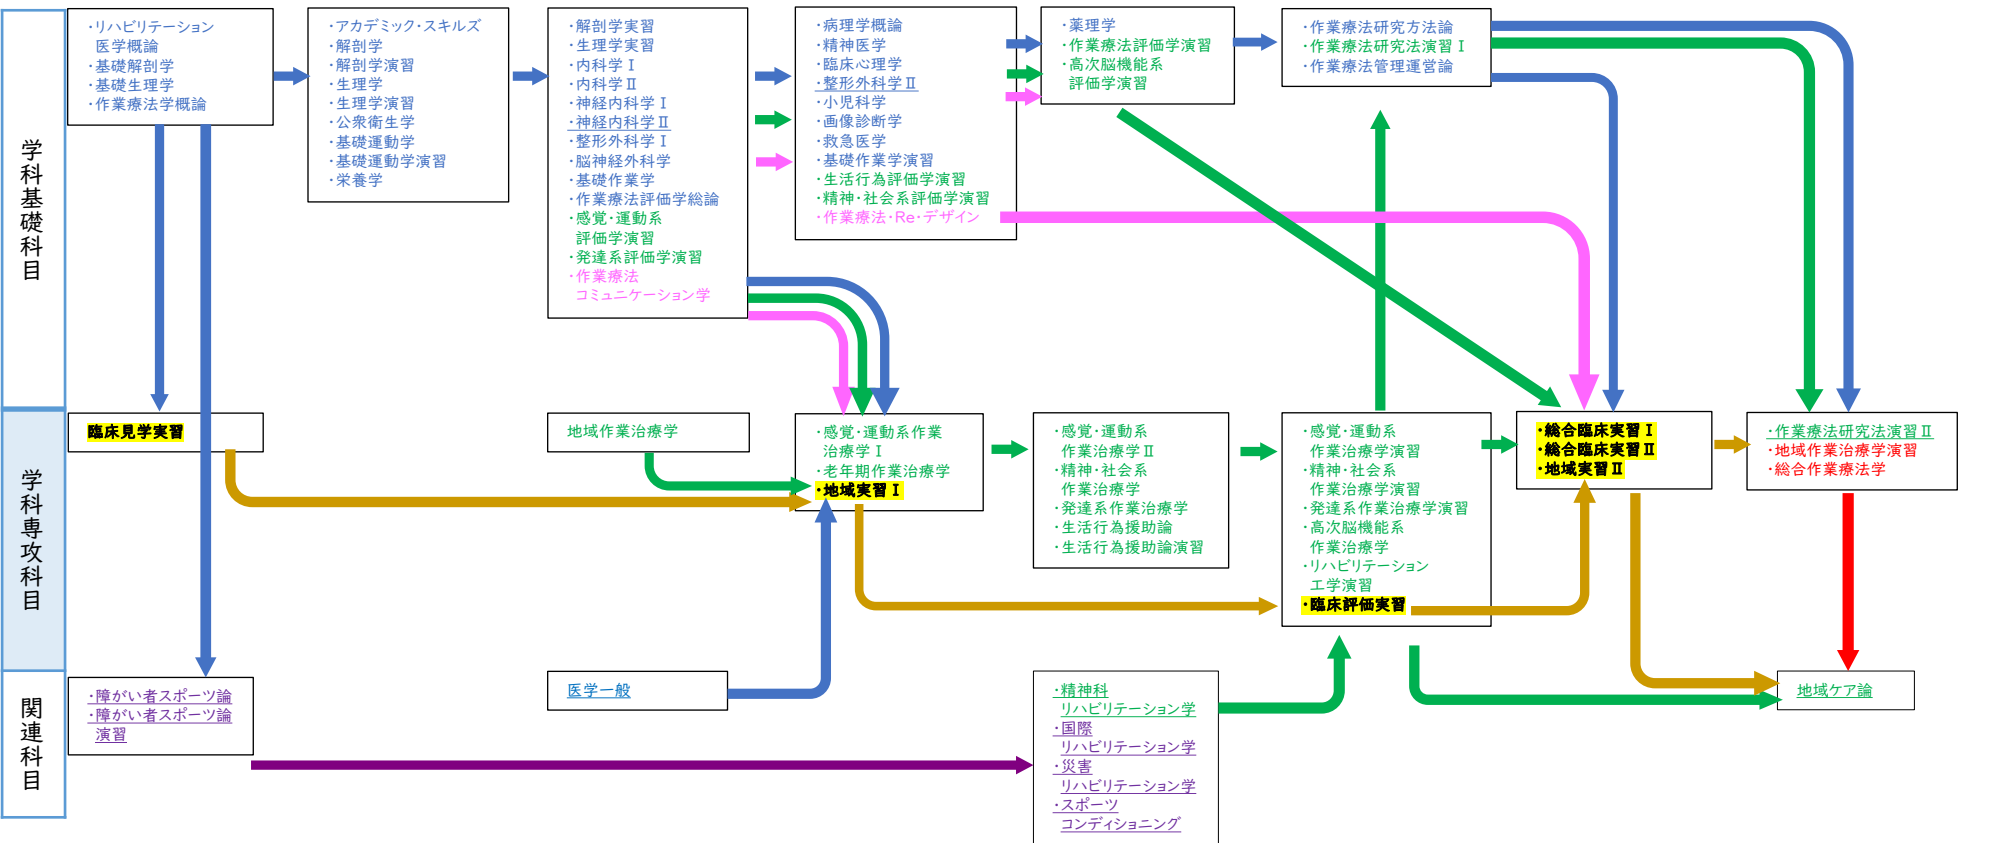 学科基礎科目
・リハビリテーション
医学概論
・基礎解剖学
・基礎生理学
・作業療法学概論
・アカデミック・スキルズ
・解剖学
・解剖学演習
・生理学
・生理学演習
・公衆衛生学
・基礎運動学
・基礎運動学演習
・栄養学
・解剖学実習
・生理学実習
・内科学Ⅰ
・内科学Ⅱ
・神経内科学Ⅰ
・神経内科学Ⅱ
・整形外科学Ⅰ
・脳神経外科学
・基礎作業学
・作業療法評価学総論
・感覚・運動系
評価学演習
・発達系評価学演習
・作業療法
コミュニケーション学
・病理学概論
・精神医学
・臨床心理学
・整形外科学Ⅱ
・小児科学
・画像診断学
・救急医学
・基礎作業学演習
・生活行為評価学演習
・精神・社会系評価学演習
・作業療法・Re・デザイン
・薬理学
・作業療法評価学演習
・高次脳機能系
評価学演習
・作業療法研究方法論
・作業療法研究法演習Ⅰ
・作業療法管理運営論
学科専攻科目
臨床見学実習
地域作業治療学
・感覚・運動系作業
治療学Ⅰ
・老年期作業治療学
・地域実習Ⅰ
・感覚・運動系
作業治療学Ⅱ
・精神・社会系
作業治療学
・発達系作業治療学
・生活行為援助論
・生活行為援助論演習
・感覚・運動系
作業治療学演習
・精神・社会系
作業治療学演習
・発達系作業治療学演習
・高次脳機能系
作業治療学
・リハビリテーション
工学演習
・臨床評価実習
・総合臨床実習Ⅰ
・総合臨床実習Ⅱ
・地域実習Ⅱ
・作業療法研究法演習Ⅱ
・地域作業治療学演習
・総合作業療法学
関連科目
・障がい者スポーツ論
・障がい者スポーツ論
演習
医学一般
・精神科
リハビリテーション学
・国際
リハビリテーション学
・災害
リハビリテーション学
・スポーツ
コンディショニング
地域ケア論